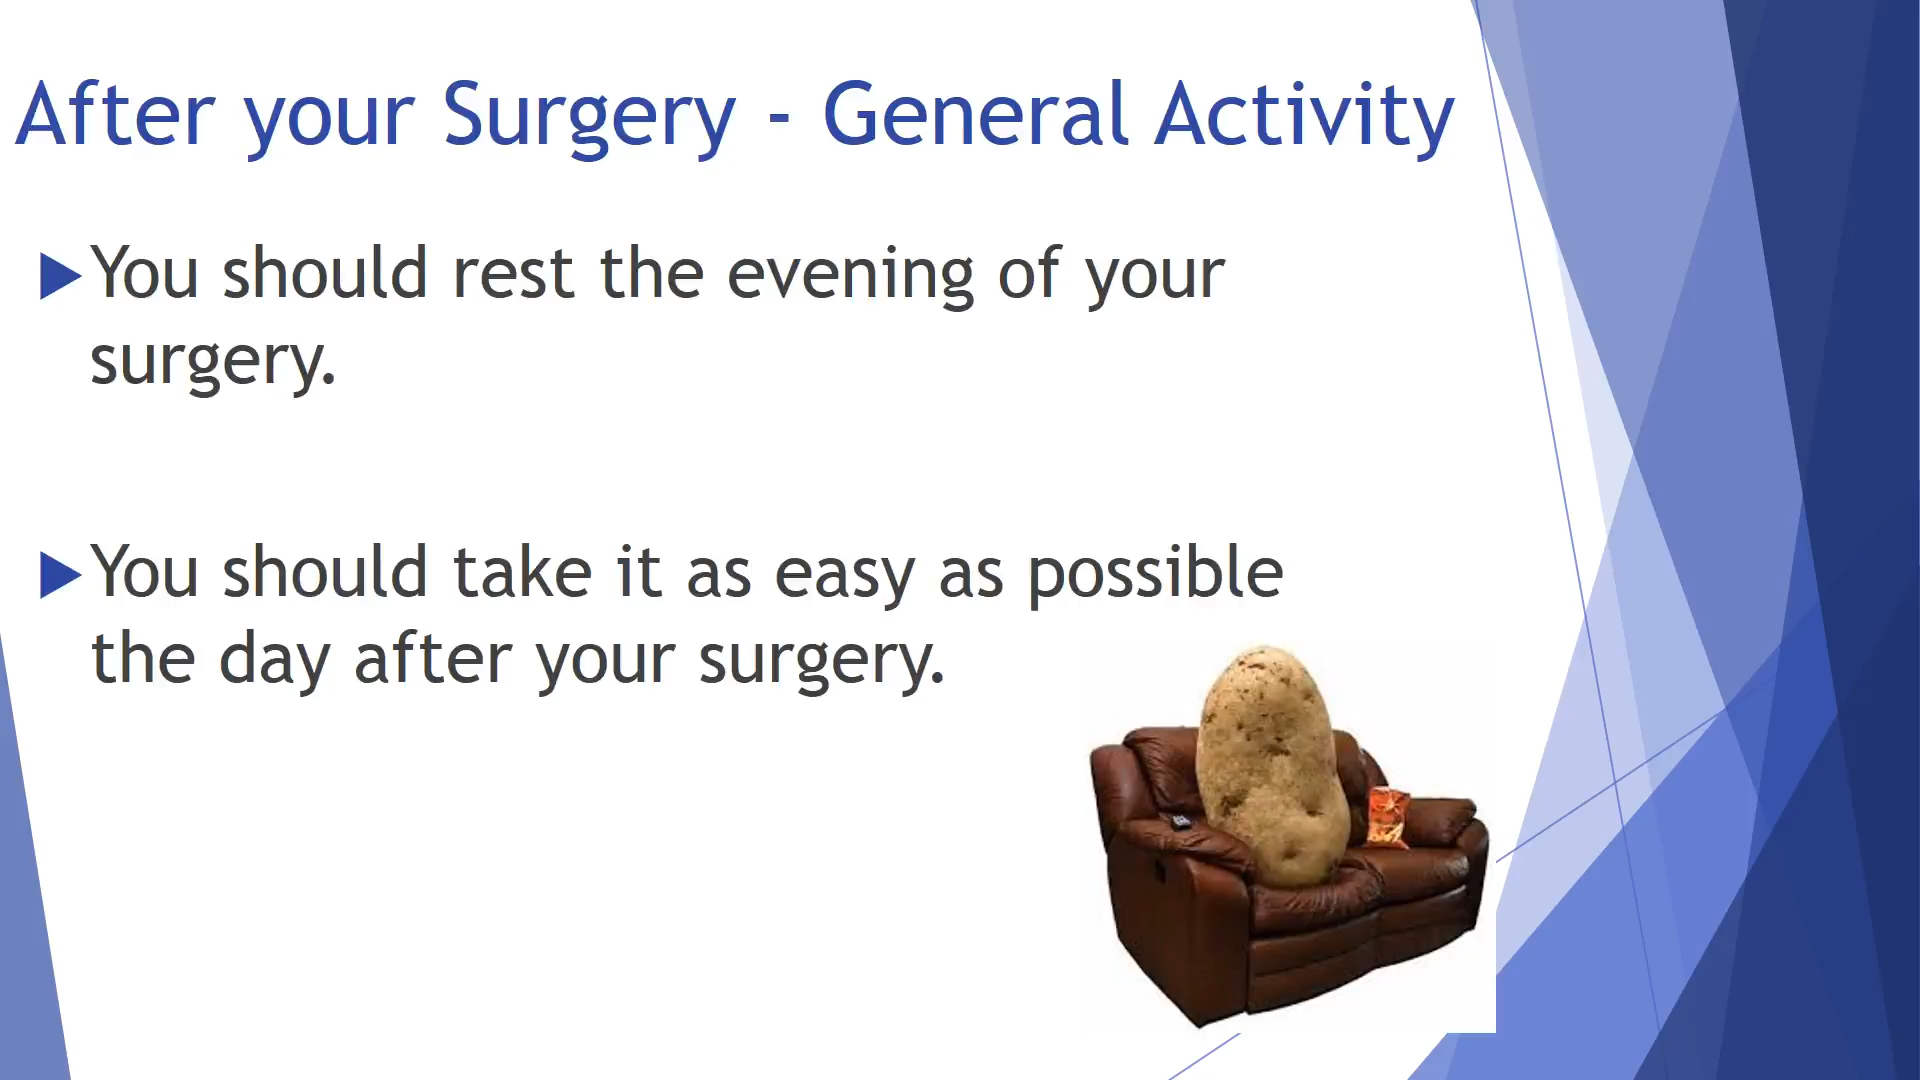 After your Surgery - General Activity
You should rest the evening of your
surgery.
You should take it as easy as possible
the day after your surgery.